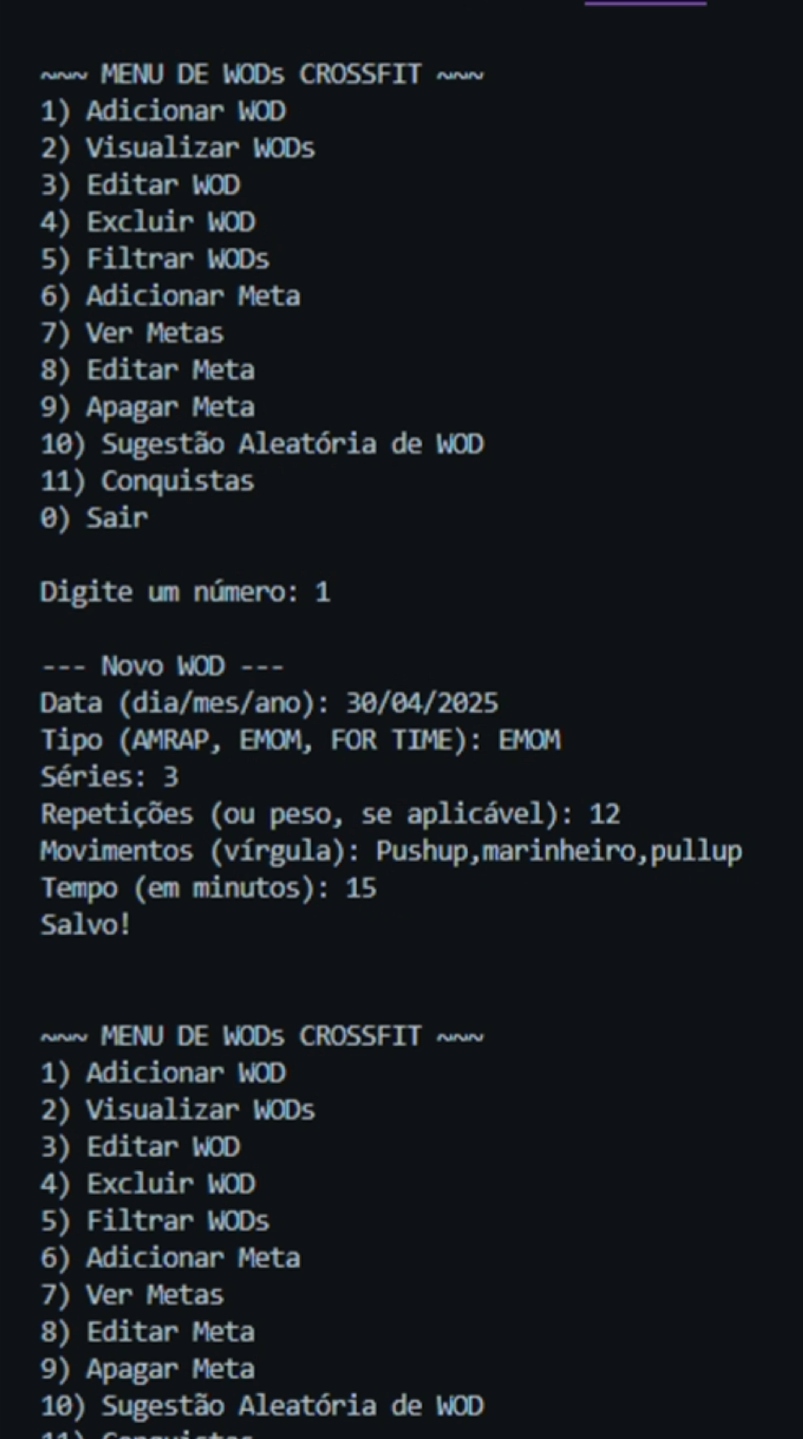 ~~~ MENU DE WODs CROSSFIT ~~~
1) Adicionar WOD
2) Visualizar WODs
3) Editar WOD
4) Excluir WOD
5) Filtrar WODs
6) Adicionar Meta
7) Ver Metas
8) Editar Meta
9) Apagar Meta
10) Sugestão Aleatória de WOD
11) Conquistas
0) Sair
Digite um número: 1
--- Novo WOD ---
Data (dia/mes/ano): 30/04/2025
Tipo (AMRAP, EMOM, FOR TIME): EMOM
Séries: 3
Repetições (ou peso, se aplicável): 12
Movimentos (vírgula): Pushup,marinheiro,pullup
Tempo (em minutos): 15
Salvo!
~~~ MENU DE WODs CROSSFIT ~~~
1) Adicionar WOD
2) Visualizar WODs
3) Editar WOD
4) Excluir WOD
5) Filtrar WODs
6) Adicionar Meta
7) Ver Metas
8) Editar Meta
9) Apagar Meta
10) Sugestão Aleatória de WOD
11) Conquistas